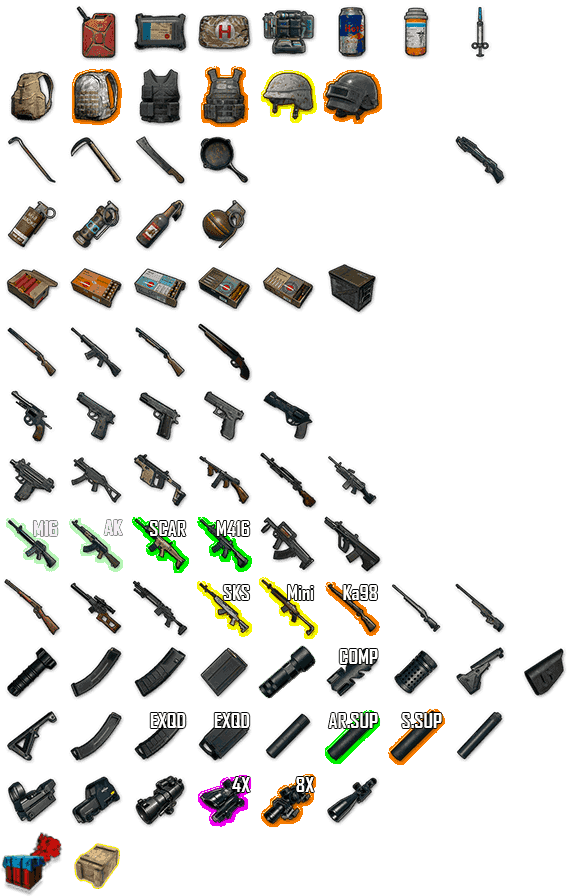 H
M16 AK SCAR M416
SKS Mini Ka98
COMP
EXQD EXQD AR.SUP S.SUP
4X 8X